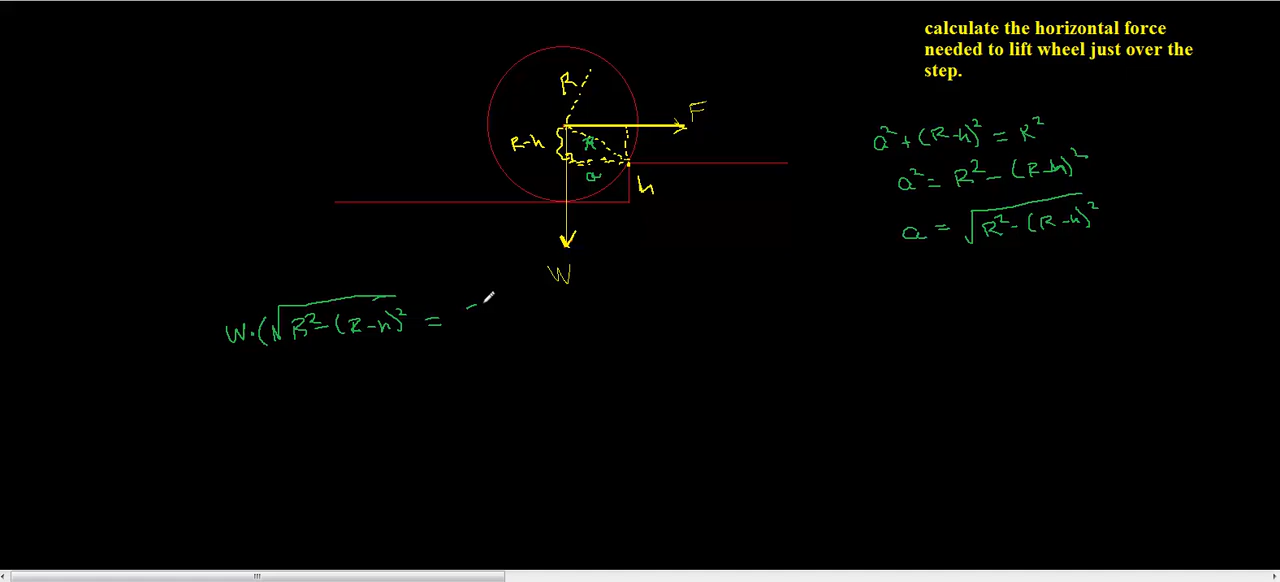 calculate the horizontal force
needed to lift wheel just over the
step.
R
F
R-h
R
a
h
W
a² + (R-h)² = R²
a² = R² - (R-h)²
a = √R² - (R-h)²
W·(√R² - (R-h)² =